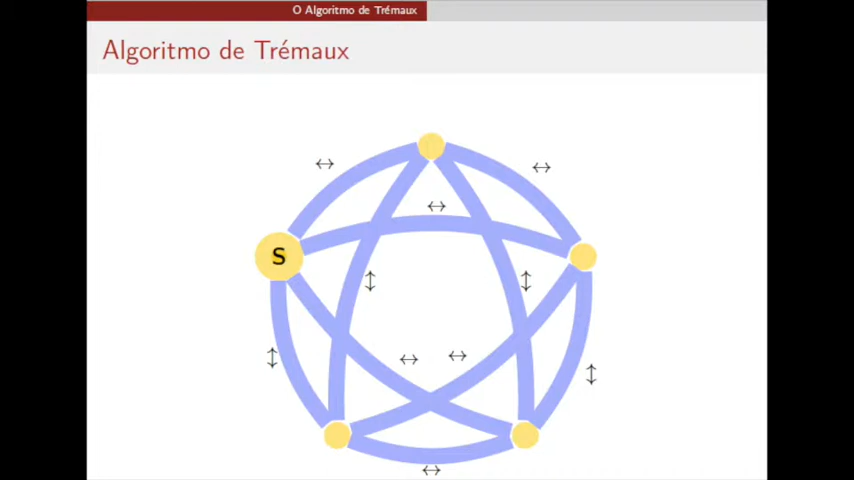 O Algoritmo de Trémaux
Algoritmo de Trémaux
↔ ↔
↔
S
↕ ↕
↕ ↔ ↔ ↕
↔